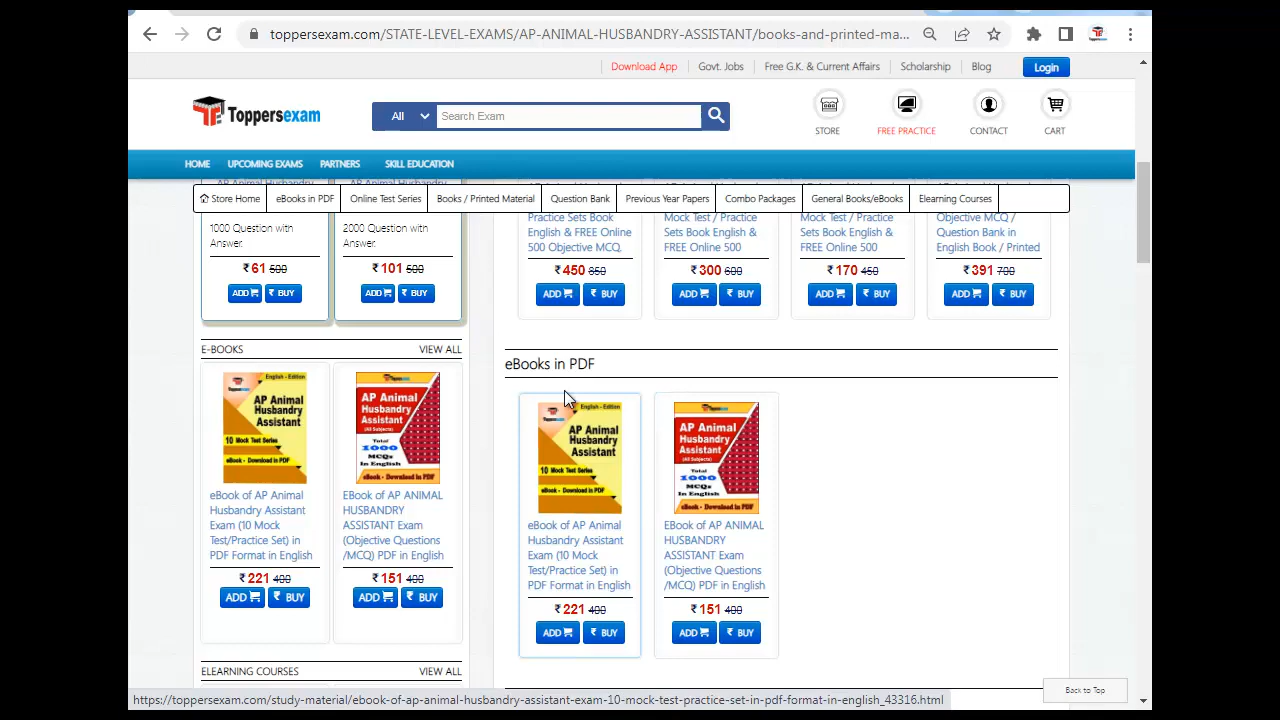 toppersexam.com/STATE-LEVEL-EXAMS/AP-ANIMAL-HUSBANDRY-ASSISTANT/books-and-printed-ma...
Download App
Govt. Jobs
Free G.K. & Current Affairs
Scholarship
Blog
Login
Toppersexam
All
Search Exam
STORE
FREE PRACTICE
CONTACT
CART
HOME
UPCOMING EXAMS
PARTNERS
SKILL EDUCATION
Store Home
eBooks in PDF
Online Test Series
Books / Printed Material
Question Bank
Previous Year Papers
Combo Packages
General Books/eBooks
Elearning Courses
1000 Question with
Answer.
₹ 61 500
ADD
₹ BUY
2000 Question with
Answer.
₹ 101 500
ADD
₹ BUY
Practice Sets Book
English & FREE Online
500 Objective MCQ.
₹ 450 850
ADD
₹ BUY
Mock Test / Practice
Sets Book English &
FREE Online 500
₹ 300 600
ADD
₹ BUY
Mock Test / Practice
Sets Book English &
FREE Online 500
₹ 170 450
ADD
₹ BUY
Objective MCQ /
Question Bank in
English Book / Printed
₹ 391 700
ADD
₹ BUY
E-BOOKS
VIEW ALL
English - Edition
AP Animal
Husbandry
Assistant
10 Mock Test Series
eBook - Download in PDF
eBook of AP Animal
Husbandry Assistant
Exam (10 Mock
Test/Practice Set) in
PDF Format in English
₹ 221 400
ADD
₹ BUY
AP Animal
Husbandry
Assistant
Total
1000
MCQs
In English
eBook - Download in PDF
EBook of AP ANIMAL
HUSBANDRY
ASSISTANT Exam
(Objective Questions
/MCQ) PDF in English
₹ 151 400
ADD
₹ BUY
ELEARNING COURSES
VIEW ALL
eBooks in PDF
English - Edition
AP Animal
Husbandry
Assistant
10 Mock Test Series
eBook - Download in PDF
eBook of AP Animal
Husbandry Assistant
Exam (10 Mock
Test/Practice Set) in
PDF Format in English
₹ 221 400
ADD
₹ BUY
AP Animal
Husbandry
Assistant
Total
1000
MCQs
In English
eBook - Download in PDF
EBook of AP ANIMAL
HUSBANDRY
ASSISTANT Exam
(Objective Questions
/MCQ) PDF in English
₹ 151 400
ADD
₹ BUY
Back to Top
https://toppersexam.com/study-material/ebook-of-ap-animal-husbandry-assistant-exam-10-mock-test-practice-set-in-pdf-format-in-english_43316.html